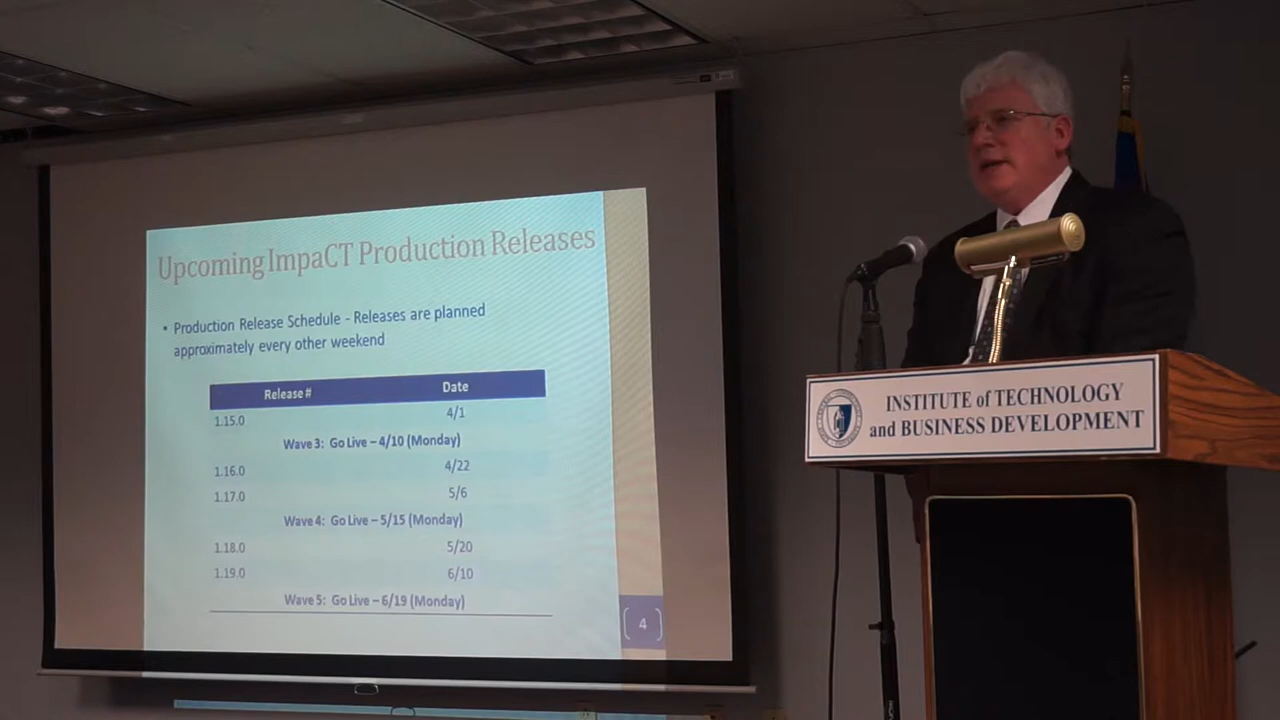 Upcoming ImpaCT Production Releases
• Production Release Schedule - Releases are planned
approximately every other weekend
Release # Date
1.15.0 4/1
Wave 3: Go Live – 4/10 (Monday)
1.16.0 4/22
1.17.0 5/6
Wave 4: Go Live – 5/15 (Monday)
1.18.0 5/20
1.19.0 6/10
Wave 5: Go Live – 6/19 (Monday)
4
INSTITUTE of TECHNOLOGY
and BUSINESS DEVELOPMENT